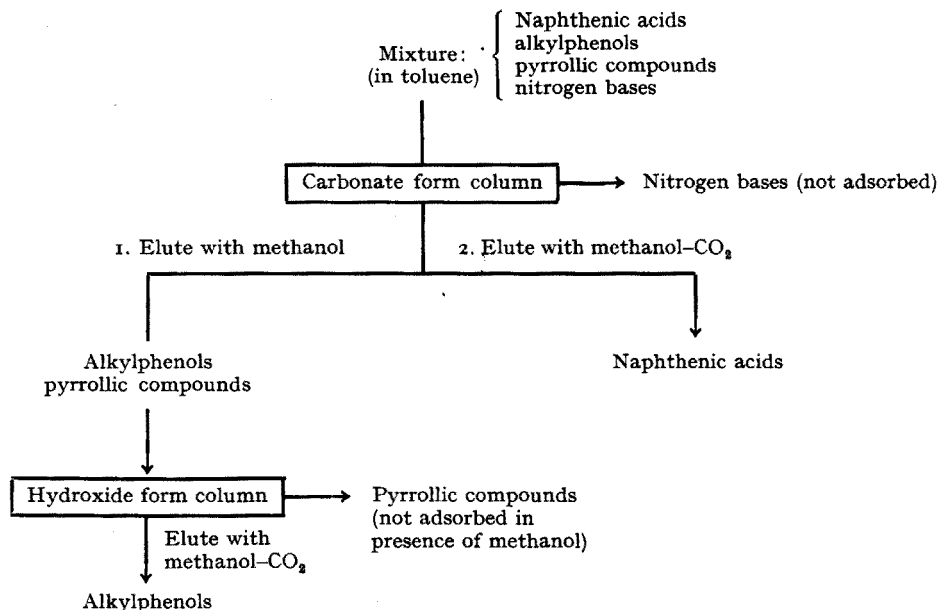 Mixture:
(in toluene)
Naphthenic acids
alkylphenols
pyrrollic compounds
nitrogen bases
Carbonate form column
Nitrogen bases (not adsorbed)
1. Elute with methanol
2. Elute with methanol–CO₂
Alkylphenols
pyrrollic compounds
Naphthenic acids
Hydroxide form column
Pyrrollic compounds
(not adsorbed in
presence of methanol)
Elute with
methanol–CO₂
Alkylphenols